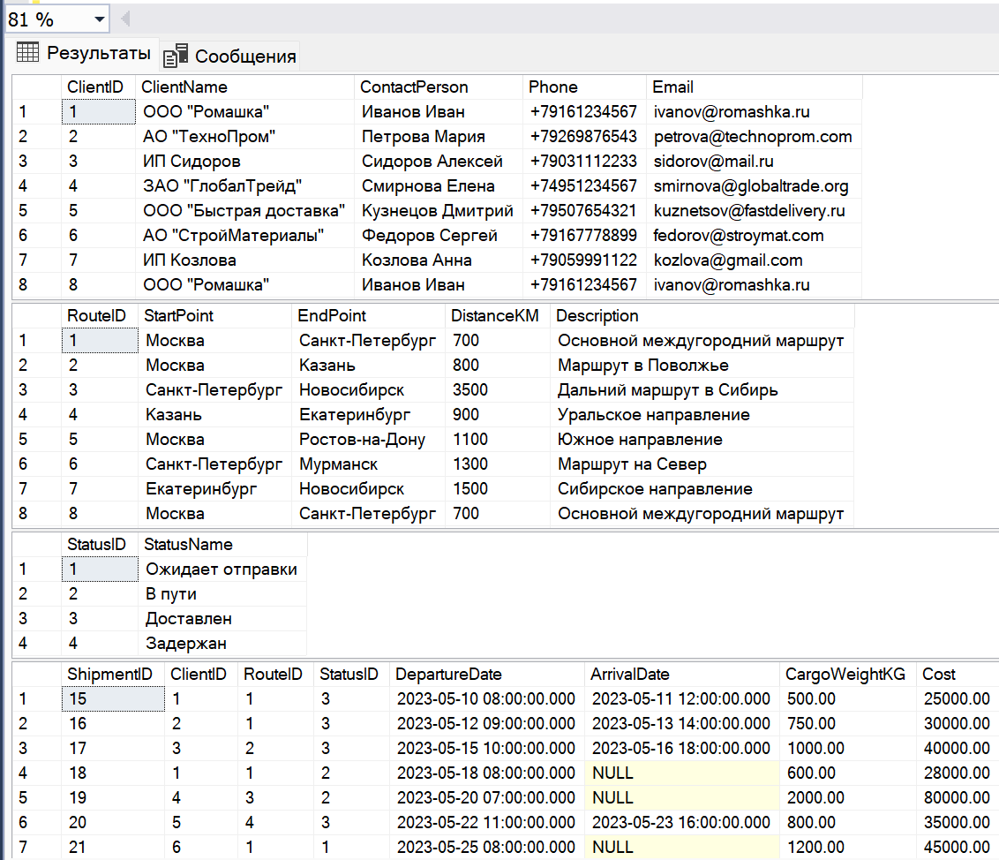 81 %
Результаты Сообщения
ClientID ClientName ContactPerson Phone Email
1 1 ООО "Ромашка" Иванов Иван +79161234567 ivanov@romashka.ru
2 2 АО "ТехноПром" Петрова Мария +79269876543 petrova@technoprom.com
3 3 ИП Сидоров Сидоров Алексей +79031112233 sidorov@mail.ru
4 4 ЗАО "ГлобалТрейд" Смирнова Елена +74951234567 smirnova@globaltrade.org
5 5 ООО "Быстрая доставка" Кузнецов Дмитрий +79507654321 kuznetsov@fastdelivery.ru
6 6 АО "СтройМатериалы" Федоров Сергей +79167778899 fedorov@stroymat.com
7 7 ИП Козлова Козлова Анна +79059991122 kozlova@gmail.com
8 8 ООО "Ромашка" Иванов Иван +79161234567 ivanov@romashka.ru
RouteID StartPoint EndPoint DistanceKM Description
1 1 Москва Санкт-Петербург 700 Основной междугородний маршрут
2 2 Москва Казань 800 Маршрут в Поволжье
3 3 Санкт-Петербург Новосибирск 3500 Дальний маршрут в Сибирь
4 4 Казань Екатеринбург 900 Уральское направление
5 5 Москва Ростов-на-Дону 1100 Южное направление
6 6 Санкт-Петербург Мурманск 1300 Маршрут на Север
7 7 Екатеринбург Новосибирск 1500 Сибирское направление
8 8 Москва Санкт-Петербург 700 Основной междугородний маршрут
StatusID StatusName
1 1 Ожидает отправки
2 2 В пути
3 3 Доставлен
4 4 Задержан
ShipmentID ClientID RouteID StatusID DepartureDate ArrivalDate CargoWeightKG Cost
1 15 1 1 3 2023-05-10 08:00:00.000 2023-05-11 12:00:00.000 500.00 25000.00
2 16 2 1 3 2023-05-12 09:00:00.000 2023-05-13 14:00:00.000 750.00 30000.00
3 17 3 2 3 2023-05-15 10:00:00.000 2023-05-16 18:00:00.000 1000.00 40000.00
4 18 1 1 2 2023-05-18 08:00:00.000 NULL 600.00 28000.00
5 19 4 3 2 2023-05-20 07:00:00.000 NULL 2000.00 80000.00
6 20 5 4 3 2023-05-22 11:00:00.000 2023-05-23 16:00:00.000 800.00 35000.00
7 21 6 1 1 2023-05-25 08:00:00.000 NULL 1200.00 45000.00